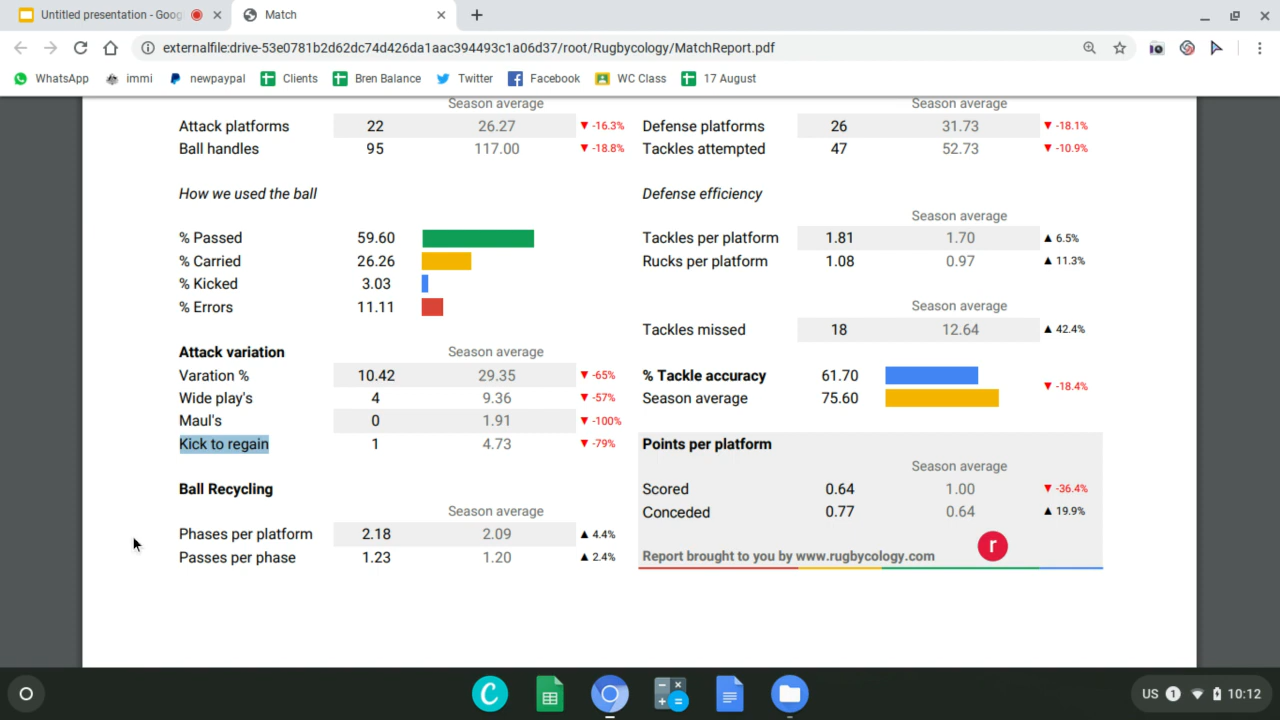 Untitled presentation - Goog
Match
externalfile:drive-53e0781b2d62dc74d426da1aac394493c1a06d37/root/Rugbycology/MatchReport.pdf
WhatsApp immi newpaypal Clients Bren Balance Twitter Facebook WC Class 17 August
Season average
Attack platforms 22 26.27 ▼ -16.3%
Ball handles 95 117.00 ▼ -18.8%
How we used the ball
% Passed 59.60
% Carried 26.26
% Kicked 3.03
% Errors 11.11
Attack variation Season average
Varation % 10.42 29.35 ▼ -65%
Wide play's 4 9.36 ▼ -57%
Maul's 0 1.91 ▼ -100%
Kick to regain 1 4.73 ▼ -79%
Ball Recycling
Season average
Phases per platform 2.18 2.09 ▲ 4.4%
Passes per phase 1.23 1.20 ▲ 2.4%
Season average
Defense platforms 26 31.73 ▼ -18.1%
Tackles attempted 47 52.73 ▼ -10.9%
Defense efficiency
Season average
Tackles per platform 1.81 1.70 ▲ 6.5%
Rucks per platform 1.08 0.97 ▲ 11.3%
Season average
Tackles missed 18 12.64 ▲ 42.4%
% Tackle accuracy 61.70
▼ -18.4%
Season average 75.60
Points per platform
Season average
Scored 0.64 1.00 ▼ -36.4%
Conceded 0.77 0.64 ▲ 19.9%
Report brought to you by www.rugbycology.com r
US 1 10:12